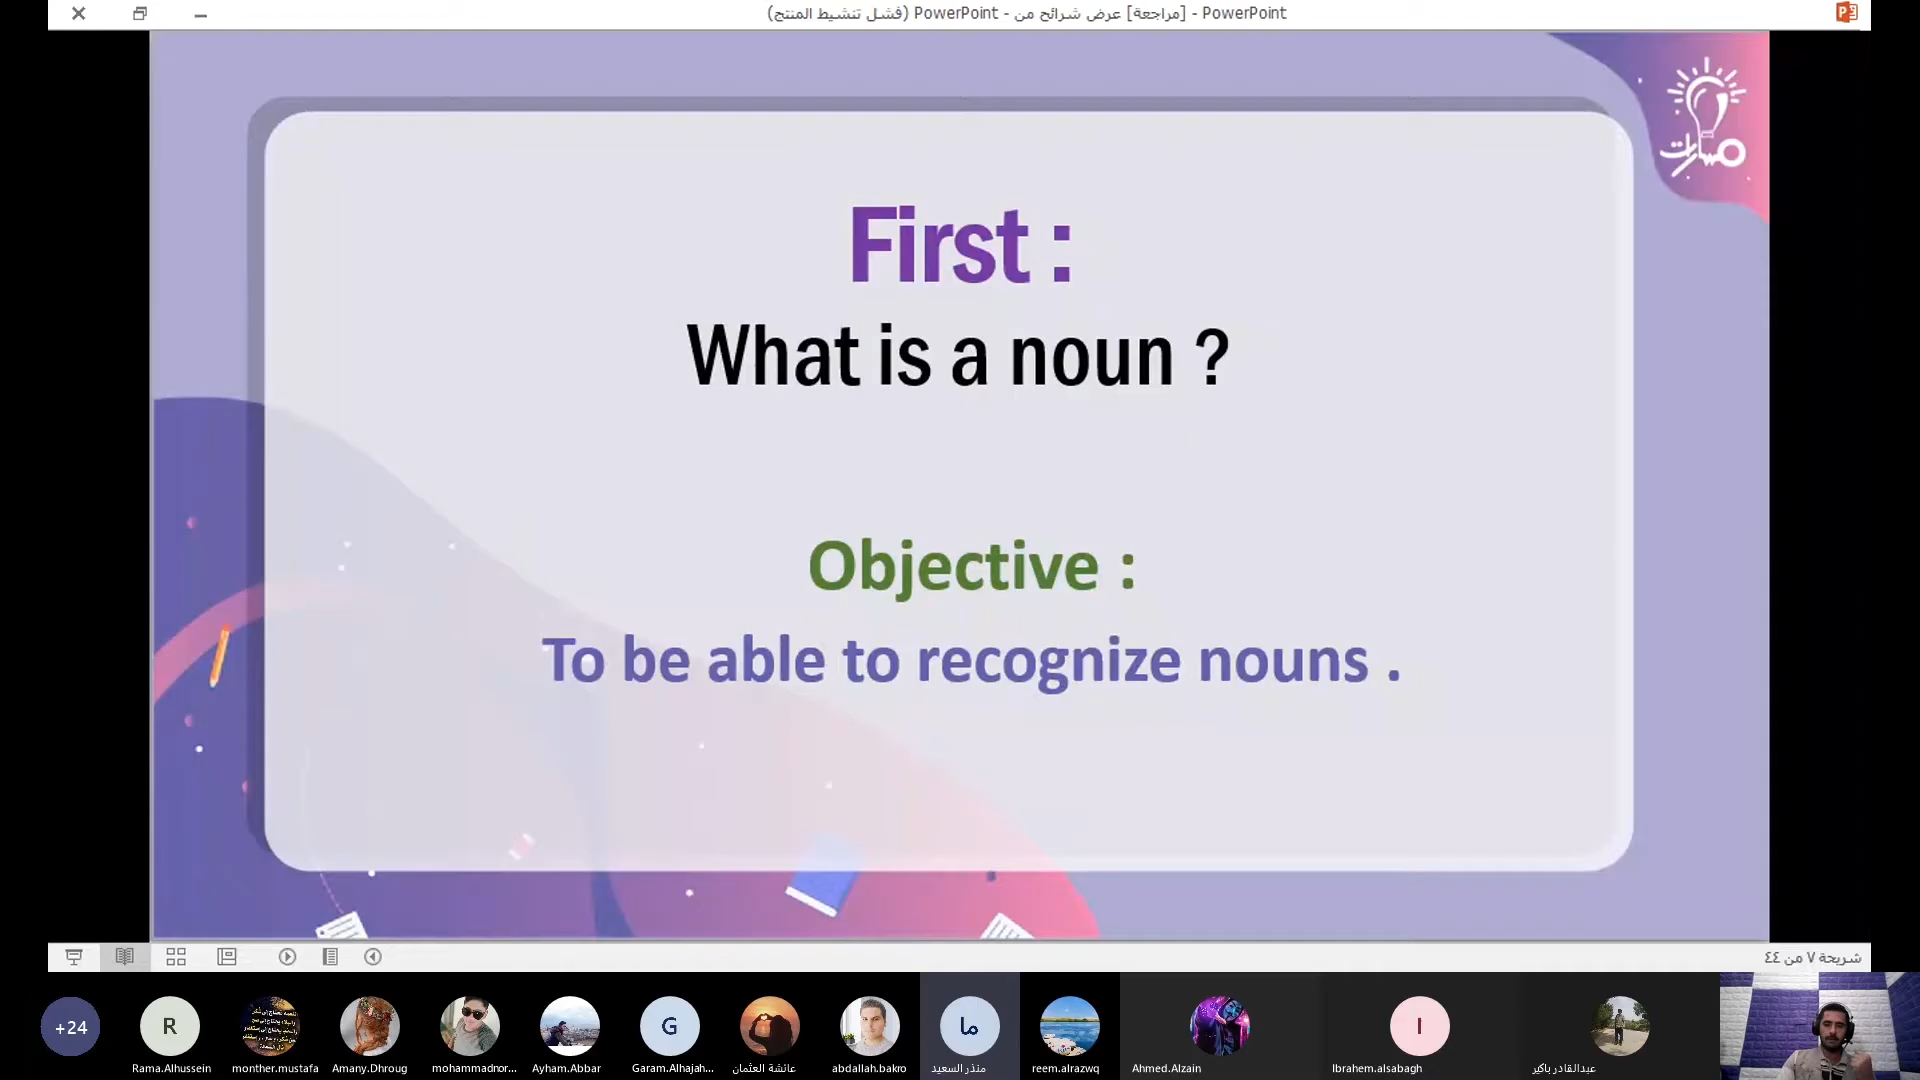 عرض شرائح من PowerPoint [مراجعة] - PowerPoint (فشل تنشيط المنتج)
مسارات
First :
What is a noun ?
Objective :
To be able to recognize nouns .
شريحة ٧ من ٤٤
+24
R
G
ما
I
Rama.Alhussein
monther.mustafa
Amany.Dhroug
mohammadnor...
Ayham.Abbar
Garam.Alhajah...
عائشة العثمان
abdallah.bakro
منذر السعيد
reem.alrazwq
Ahmed.Alzain
Ibrahem.alsabagh
عبدالقادر باكير